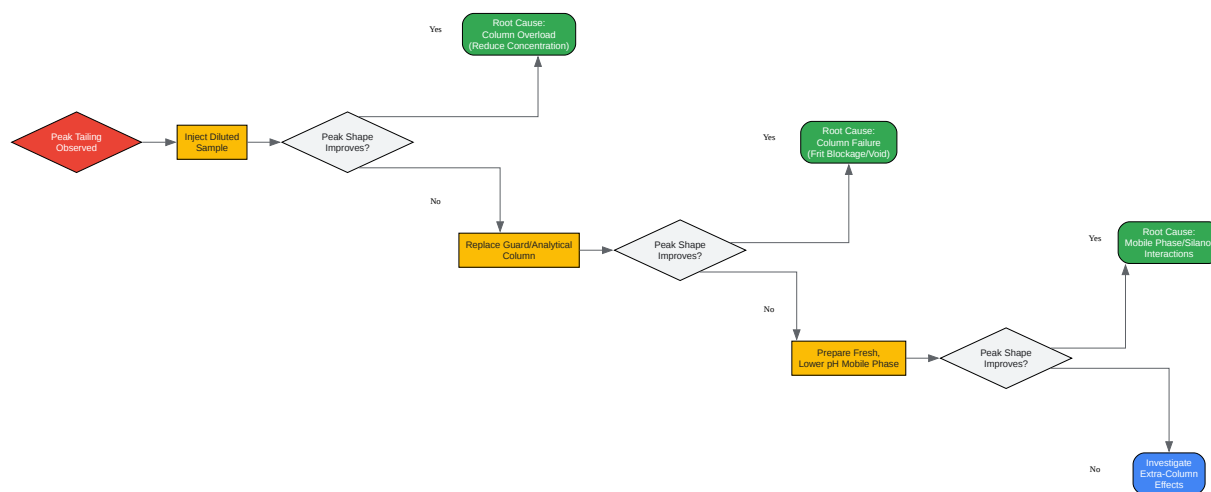 Yes
Root Cause:
Column Overload
(Reduce Concentration)
Peak Tailing
Observed
Inject Diluted
Sample
Peak Shape
Improves?
No
Replace Guard/Analytical
Column
Peak Shape
Improves?
Yes
Root Cause:
Column Failure
(Frit Blockage/Void)
No
Prepare Fresh,
Lower pH Mobile Phase
Peak Shape
Improves?
Yes
Root Cause:
Mobile Phase/Silano
Interactions
No
Investigate
Extra-Column
Effects